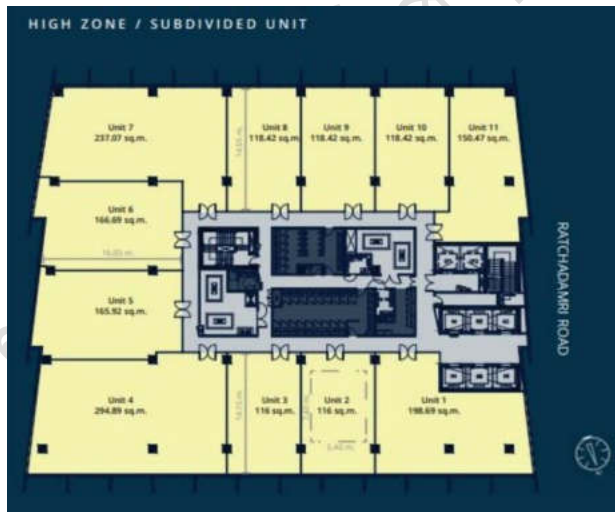 HIGH ZONE / SUBDIVIDED UNIT
Unit 7
237.07 sq.m.
Unit 8
118.42 sq.m.
Unit 9
118.42 sq.m.
Unit 10
118.42 sq.m.
Unit 11
150.47 sq.m.
Unit 6
166.69 sq.m.
RATCHADAMRI ROAD
Unit 5
165.92 sq.m.
Unit 4
294.89 sq.m.
Unit 3
116 sq.m.
Unit 2
116 sq.m.
Unit 1
198.69 sq.m.